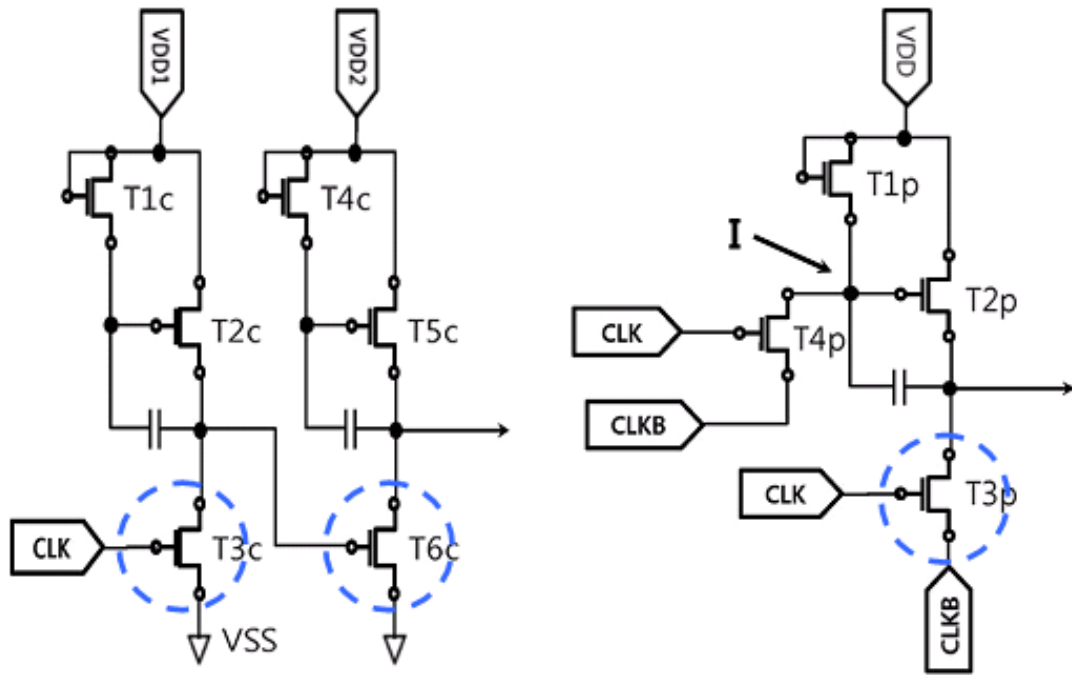 VDD1
VDD2
T1c
T4c
T2c
T5c
CLK
T3c
T6c
VSS
VDD
T1p
I
T2p
CLK
T4p
CLKB
CLK
T3p
CLKB